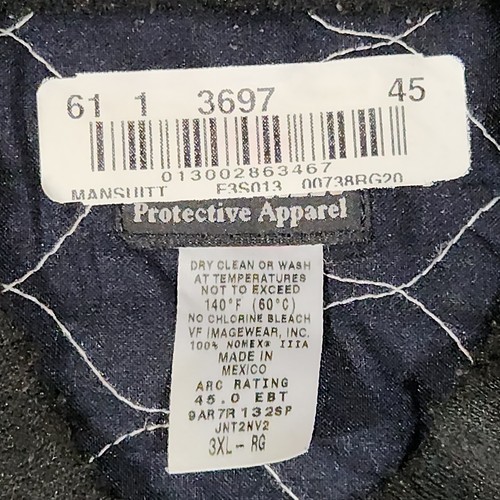 61 1 3697 45
013002863467
MANSUITT F3S013 00738RG20
Protective Apparel
DRY CLEAN OR WASH
AT TEMPERATURES
NOT TO EXCEED
140°F (60°C)
NO CHLORINE BLEACH
VF IMAGEWEAR, INC.
100% NOMEX® IIIA
MADE IN
MEXICO
ARC RATING
45.0 EBT
9AR7R 132SP
JNT2NV2
3XL - RG